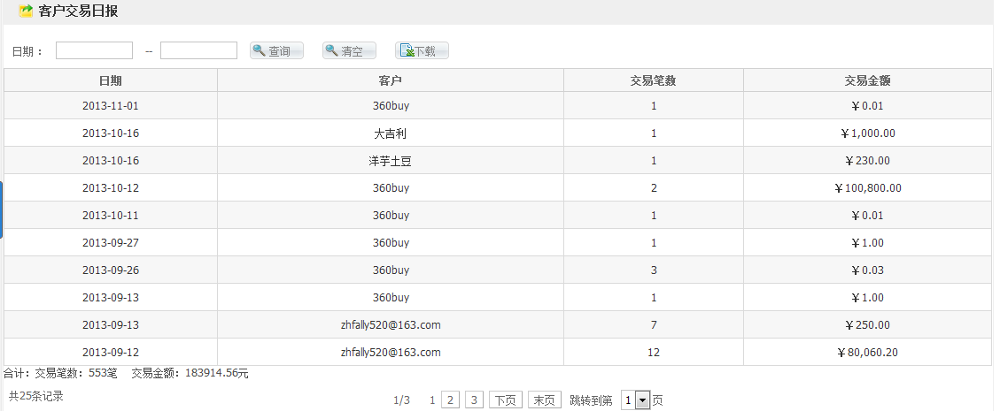 客户交易日报
日期： -- 查询 清空 下载
日期 客户 交易笔数 交易金额
2013-11-01 360buy 1 ￥0.01
2013-10-16 大吉利 1 ￥1,000.00
2013-10-16 洋芋土豆 1 ￥230.00
2013-10-12 360buy 2 ￥100,800.00
2013-10-11 360buy 1 ￥0.01
2013-09-27 360buy 1 ￥1.00
2013-09-26 360buy 3 ￥0.03
2013-09-13 360buy 1 ￥1.00
2013-09-13 zhfally520@163.com 7 ￥250.00
2013-09-12 zhfally520@163.com 12 ￥80,060.20
合计：交易笔数：553笔 交易金额：183914.56元
共25条记录 1/3 1 2 3 下页 末页 跳转到第 1 页